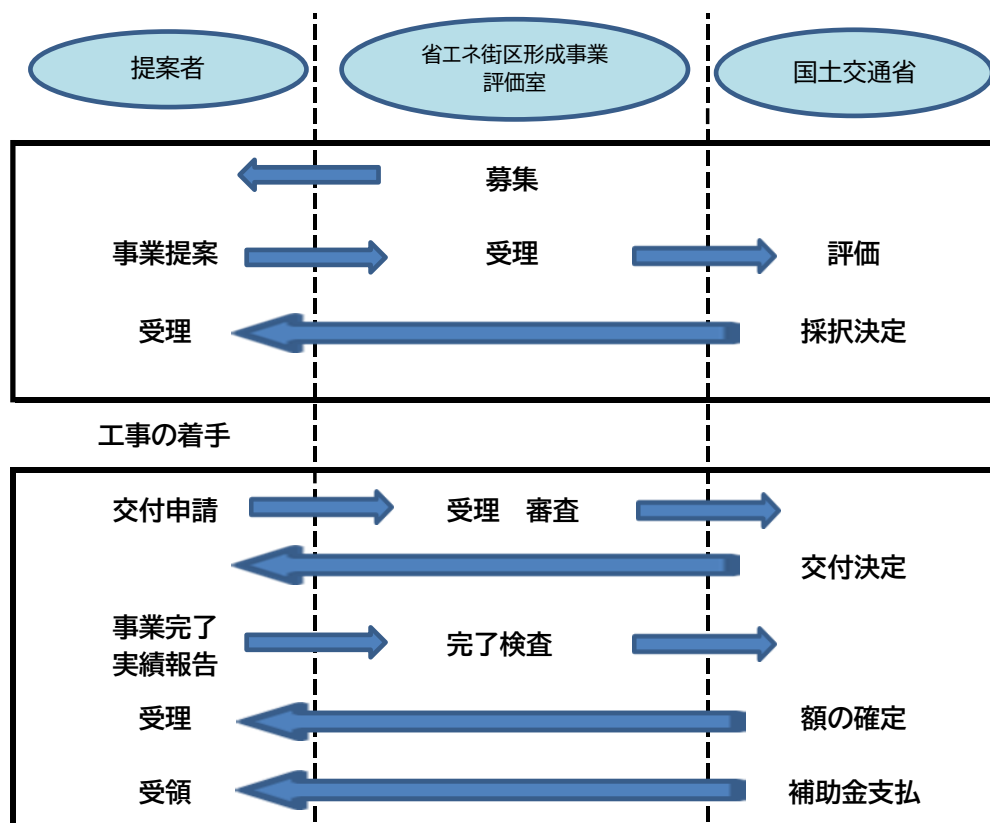 提案者
省エネ街区形成事業
評価室
国土交通省
募集
事業提案
受理
評価
受理
採択決定
工事の着手
交付申請
受理　審査
交付決定
事業完了
実績報告
完了検査
受理
額の確定
受領
補助金支払